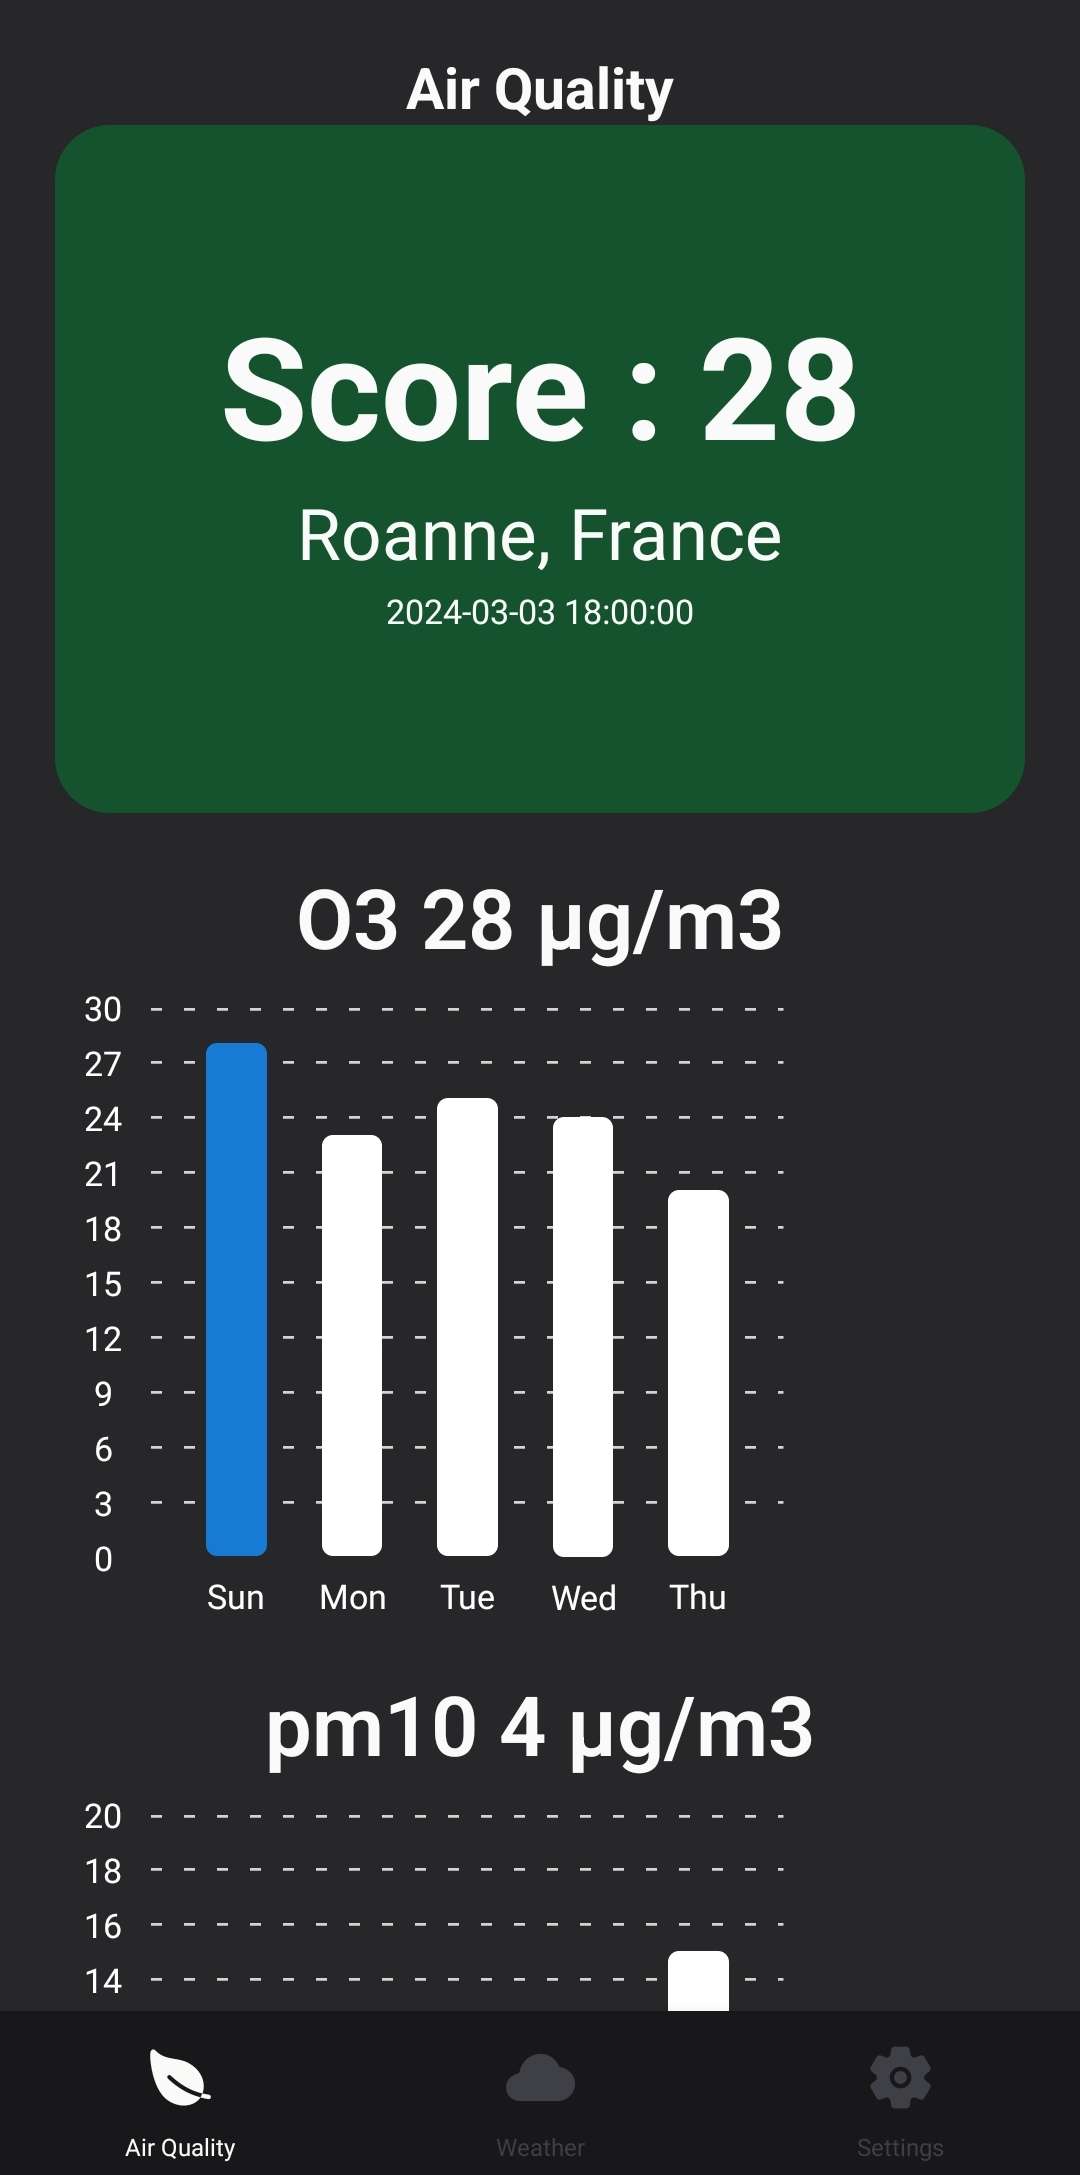 Air Quality
Score : 28
Roanne, France
2024-03-03 18:00:00
O3 28 µg/m3
30
27
24
21
18
15
12
9
6
3
0
Sun Mon Tue Wed Thu
pm10 4 µg/m3
20
18
16
14
Air Quality Weather Settings